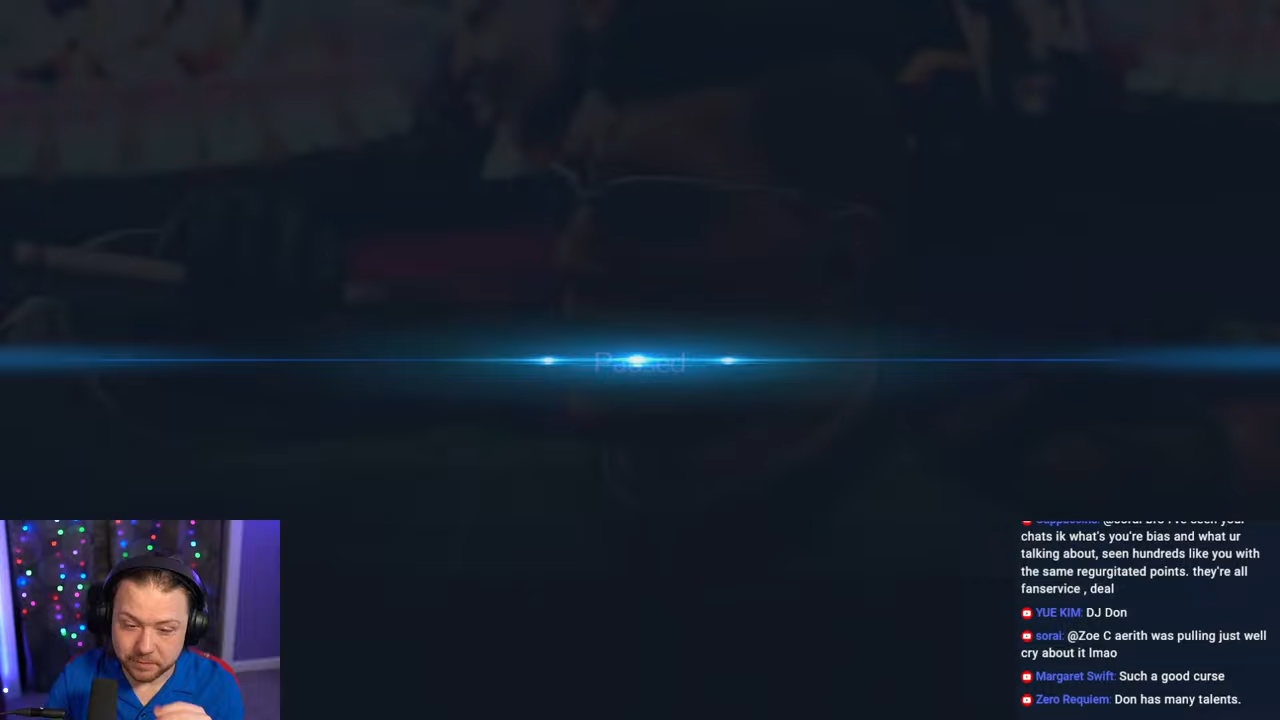 Paused
chats ik what's you're bias and what ur
talking about, seen hundreds like you with
the same regurgitated points. they're all
fanservice , deal
YUE KIM: DJ Don
sorai: @Zoe C aerith was pulling just well
cry about it lmao
Margaret Swift: Such a good curse
Zero Requiem: Don has many talents.